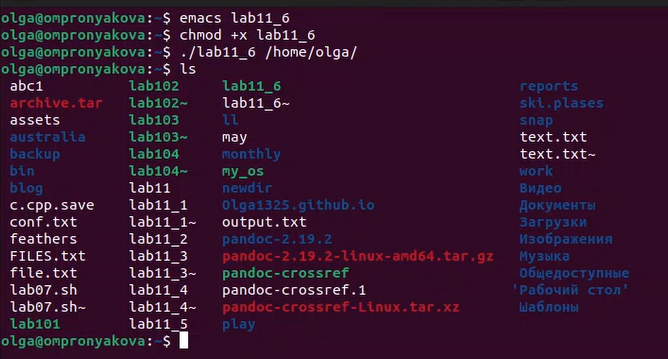 olga@ompronyakova:~$ emacs lab11_6
olga@ompronyakova:~$ chmod +x lab11_6
olga@ompronyakova:~$ ./lab11_6 /home/olga/
olga@ompronyakova:~$ ls
abc1 lab102 lab11_6 reports
archive.tar lab102~ lab11_6~ ski.plases
assets lab103 ll snap
australia lab103~ may text.txt
backup lab104 monthly text.txt~
bin lab104~ my_os work
blog lab11 newdir Видео
c.cpp.save lab11_1 Olga1325.github.io Документы
conf.txt lab11_1~ output.txt Загрузки
feathers lab11_2 pandoc-2.19.2 Изображения
FILES.txt lab11_3 pandoc-2.19.2-linux-amd64.tar.gz Музыка
file.txt lab11_3~ pandoc-crossref Общедоступные
lab07.sh lab11_4 pandoc-crossref.1 'Рабочий стол'
lab07.sh~ lab11_4~ pandoc-crossref-Linux.tar.xz Шаблоны
lab101 lab11_5 play
olga@ompronyakova:~$